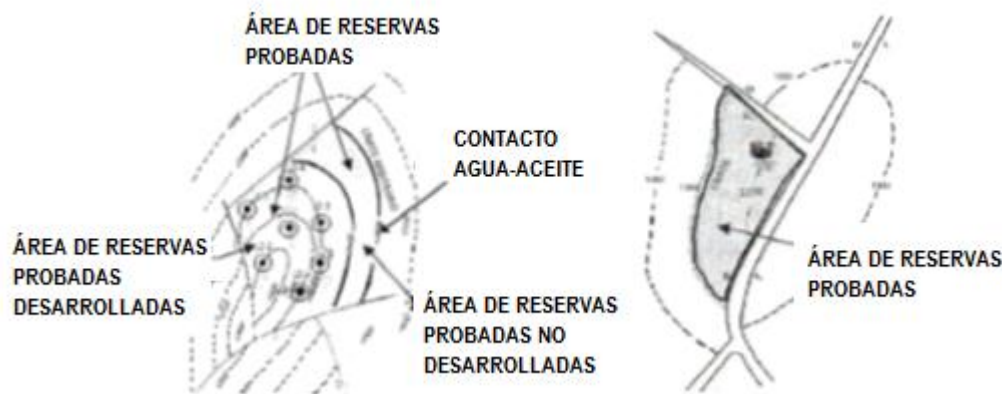 ÁREA DE RESERVAS
PROBADAS
CONTACTO
AGUA-ACEITE
ÁREA DE RESERVAS
PROBADAS
DESARROLLADAS
ÁREA DE RESERVAS
PROBADAS NO
DESARROLLADAS
ÁREA DE RESERVAS
PROBADAS